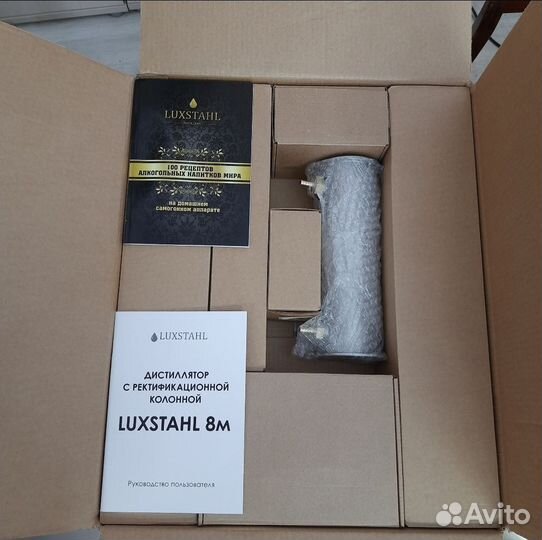 LUXSTAHL
100 РЕЦЕПТОВ
АЛКОГОЛЬНЫХ НАПИТКОВ МИРА
на домашнем
самогонном аппарате
LUXSTAHL
ДИСТИЛЛЯТОР
С РЕКТИФИКАЦИОННОЙ
КОЛОННОЙ
LUXSTAHL 8м
Руководство пользователя
Avito